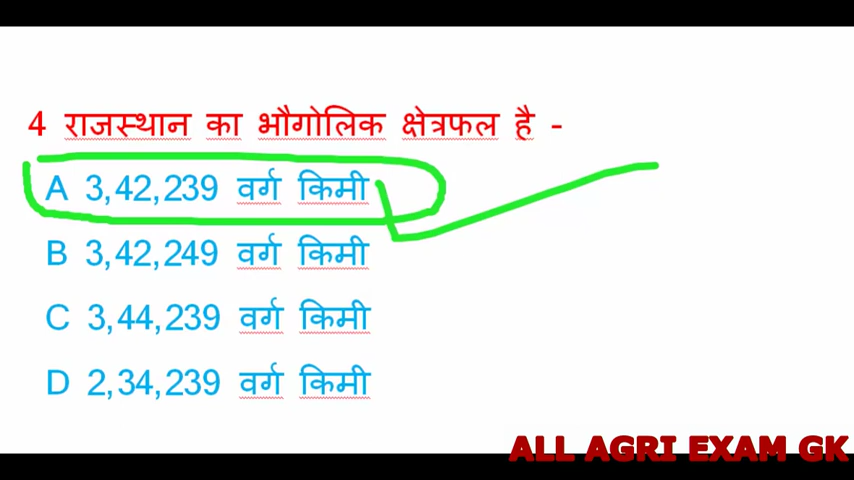 4 राजस्थान का भौगोलिक क्षेत्रफल है -
A 3,42,239 वर्ग किमी
B 3,42,249 वर्ग किमी
C 3,44,239 वर्ग किमी
D 2,34,239 वर्ग किमी
ALL AGRI EXAM GK